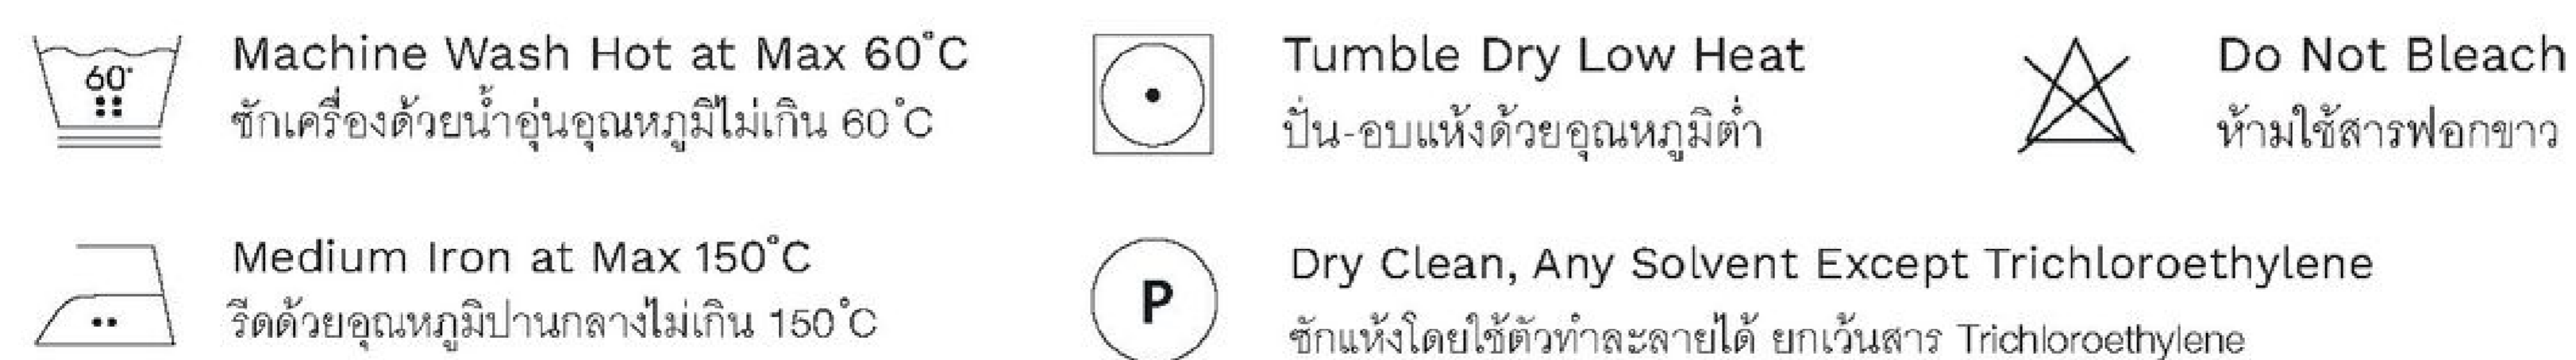 60°
Machine Wash Hot at Max 60°C
ซักเครื่องด้วยน้ำอุ่นอุณหภูมิไม่เกิน 60°C
Tumble Dry Low Heat
ปั่น-อบแห้งด้วยอุณหภูมิต่ำ
Do Not Bleach
ห้ามใช้สารฟอกขาว
Medium Iron at Max 150°C
รีดด้วยอุณหภูมิปานกลางไม่เกิน 150°C
P
Dry Clean, Any Solvent Except Trichloroethylene
ซักแห้งโดยใช้ตัวทำละลายได้ ยกเว้นสาร Trichloroethylene